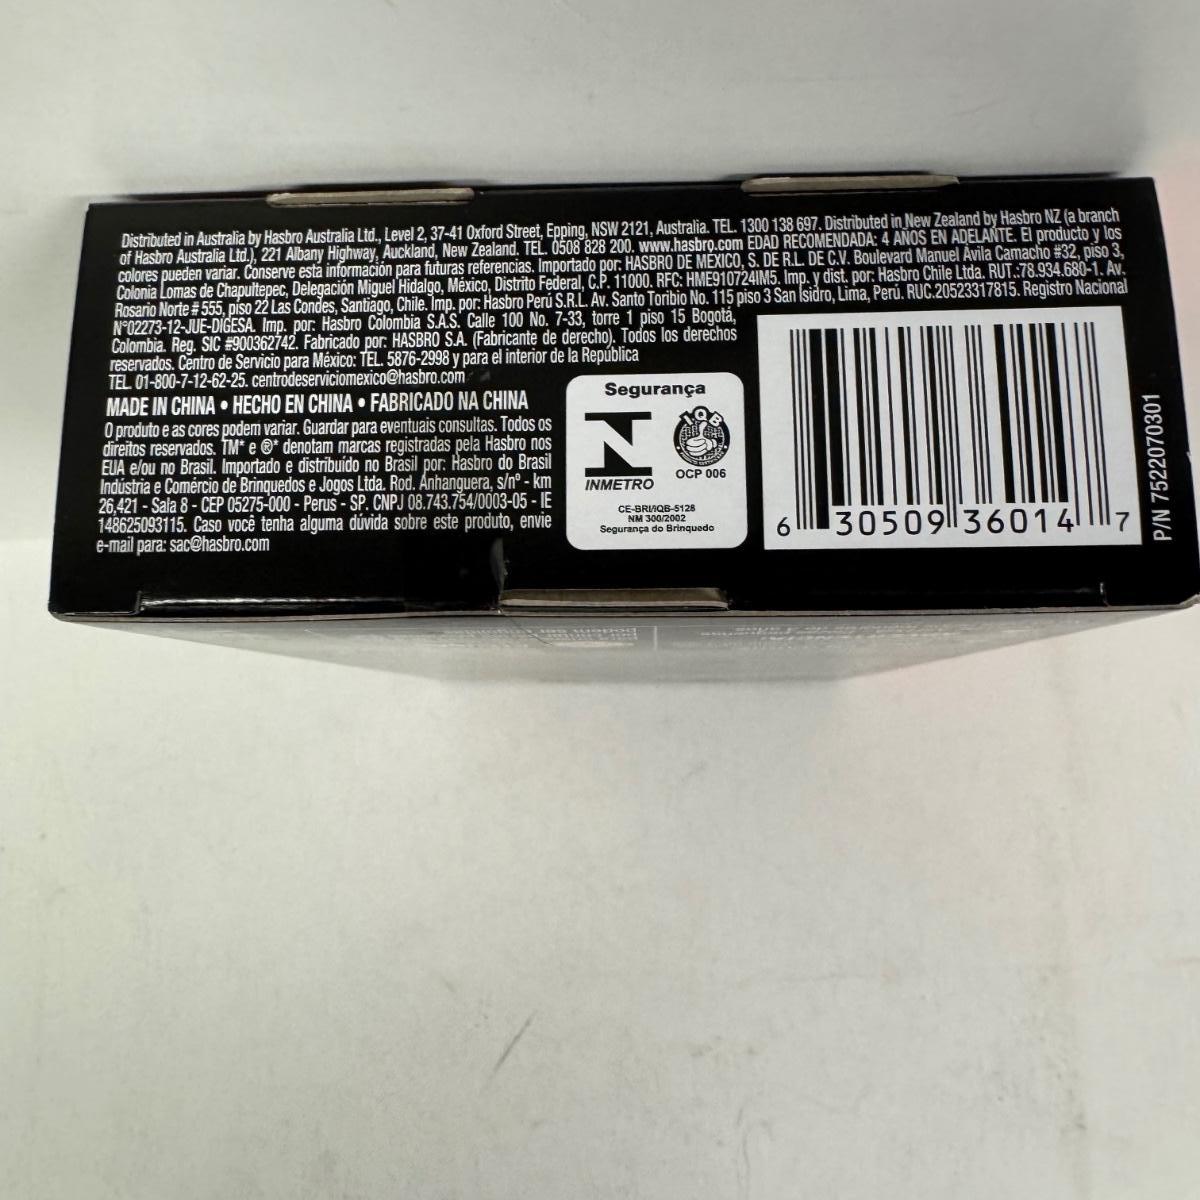 Distributed in Australia by Hasbro Australia Ltd., Level 2, 37-41 Oxford Street, Epping, NSW 2121, Australia. TEL. 1300 138 697. Distributed in New Zealand by Hasbro NZ (a branch
of Hasbro Australia Ltd.), 221 Albany Highway, Auckland, New Zealand. TEL. 0508 828 200. www.hasbro.com EDAD RECOMENDADA: 4 AÑOS EN ADELANTE. El producto y los
colores pueden variar. Conserve esta información para futuras referencias. Importado por: HASBRO DE MEXICO, S. DE R.L. DE C.V. Boulevard Manuel Ávila Camacho #32, piso 3,
Colonia Lomas de Chapultepec, Delegación Miguel Hidalgo, México, Distrito Federal, C.P. 11000. RFC: HME910724IM5. Imp. y dist. por: Hasbro Chile Ltda. RUT.:78.934.680-1. Av.
Rosario Norte # 555, piso 22 Las Condes, Santiago, Chile. Imp. por: Hasbro Perú S.R.L. Av. Santo Toribio No. 115 piso 3 San Isidro, Lima, Perú. RUC.20523317815. Registro Nacional
N°02273-12-JUE-DIGESA. Imp. por: Hasbro Colombia S.A.S. Calle 100 No. 7-33, torre 1 piso 15 Bogotá,
Colombia. Reg. SIC #900362742. Fabricado por: HASBRO S.A. (Fabricante de derecho). Todos los derechos
reservados. Centro de Servicio para México: TEL. 5876-2998 y para el interior de la República
TEL. 01-800-7-12-62-25. centrodeserviciomexico@hasbro.com
MADE IN CHINA • HECHO EN CHINA • FABRICADO NA CHINA
O produto e as cores podem variar. Guardar para eventuais consultas. Todos os
direitos reservados. TM* e ®* denotam marcas registradas pela Hasbro nos
EUA e/ou no Brasil. Importado e distribuído no Brasil por: Hasbro do Brasil
Indústria e Comércio de Brinquedos e Jogos Ltda. Rod. Anhanguera, s/nº - km
26,421 - Sala 8 - CEP 05275-000 - Perus - SP. CNPJ 08.743.754/0003-05 - IE
148625093115. Caso você tenha alguma dúvida sobre este produto, envie
e-mail para: sac@hasbro.com
Segurança
IQB
INMETRO
OCP 006
CE-BRI/IQB-5128
NM 300/2002
Segurança do Brinquedo
6 30509 36014 7
P/N 7522070301